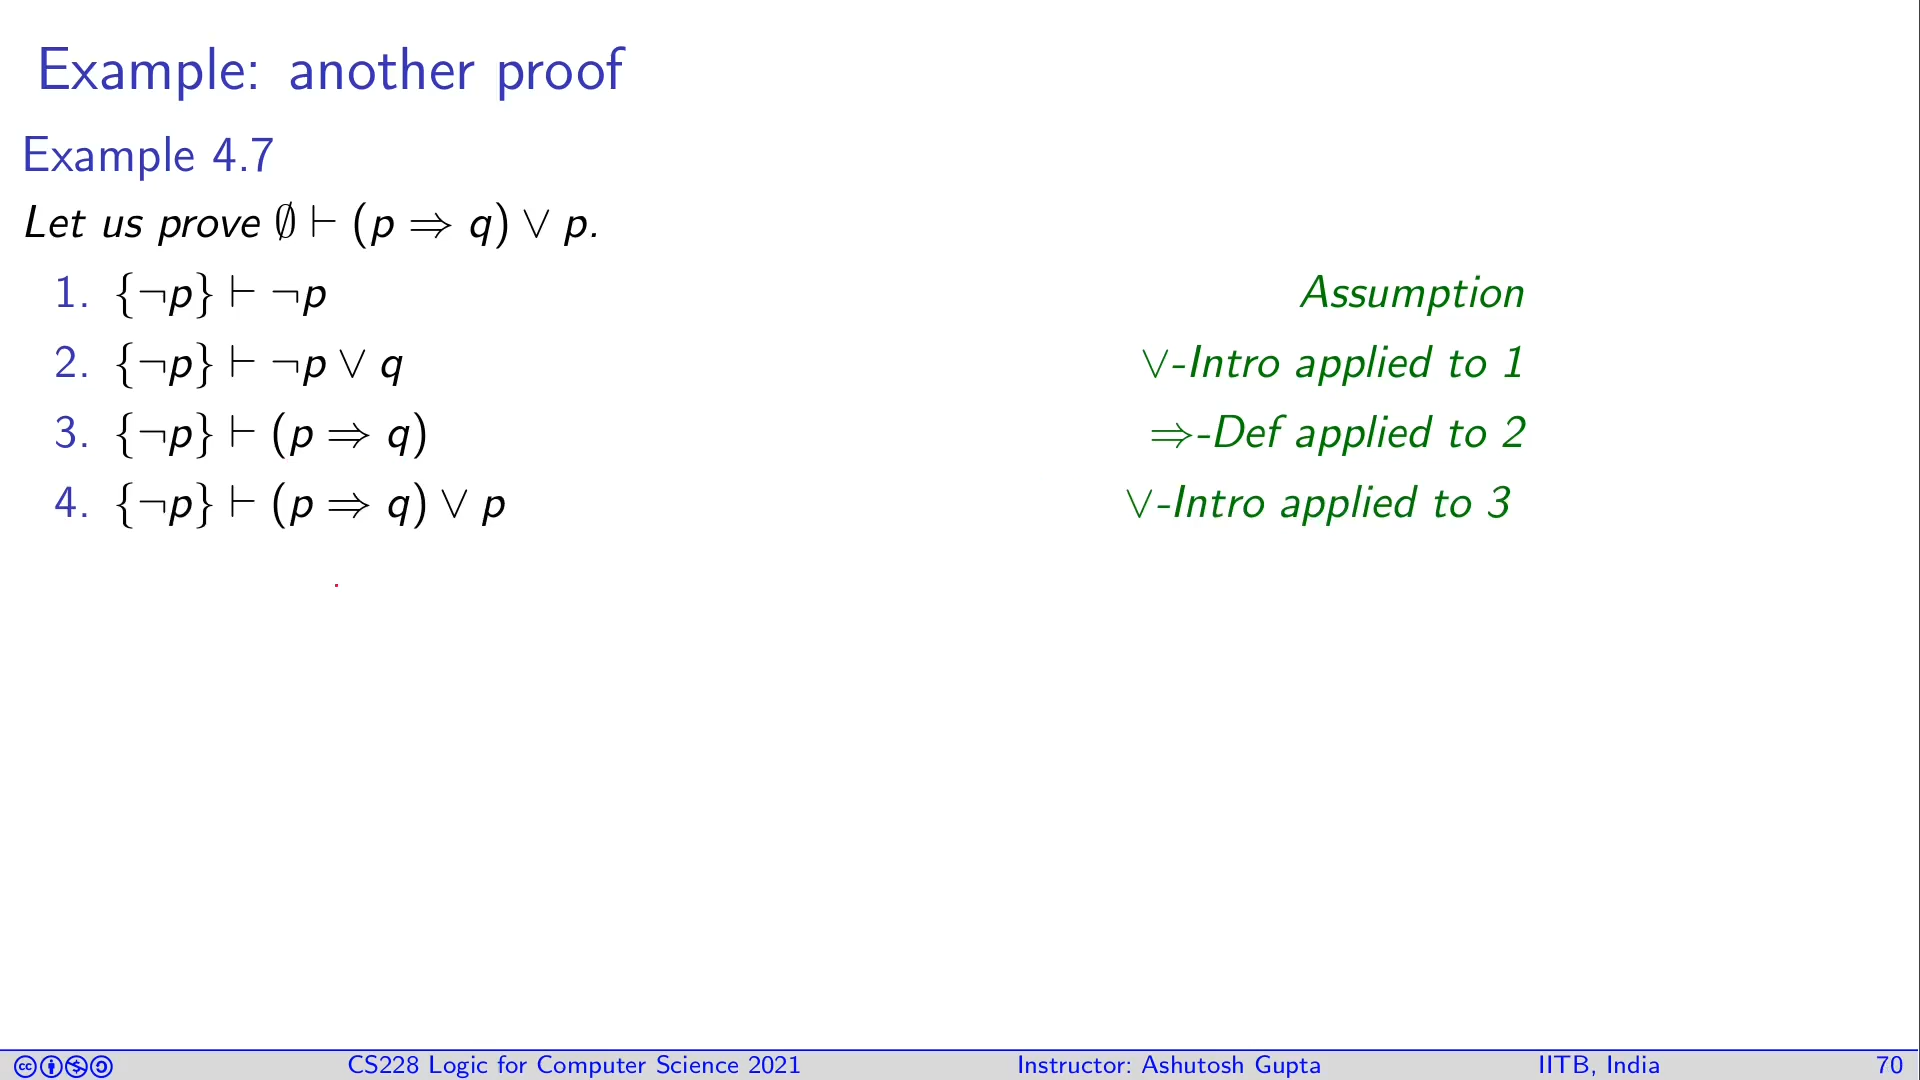 Example: another proof
Example 4.7
Let us prove ∅ ⊢ (p ⇒ q) ∨ p.
1. {¬p} ⊢ ¬p Assumption
2. {¬p} ⊢ ¬p ∨ q ∨-Intro applied to 1
3. {¬p} ⊢ (p ⇒ q) ⇒-Def applied to 2
4. {¬p} ⊢ (p ⇒ q) ∨ p ∨-Intro applied to 3
CS228 Logic for Computer Science 2021 Instructor: Ashutosh Gupta IITB, India 70